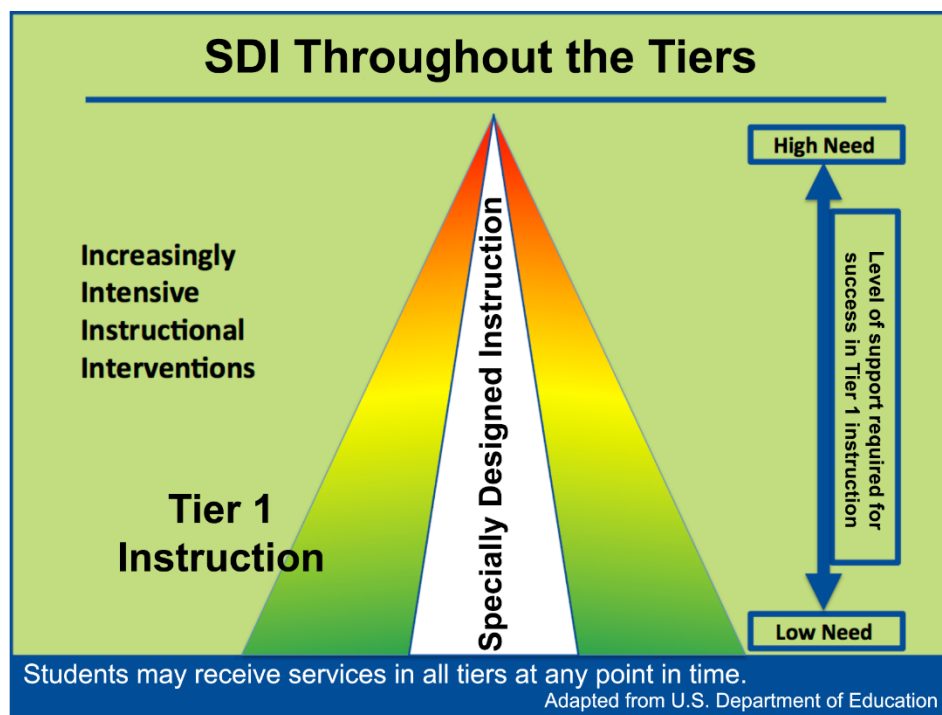 SDI Throughout the Tiers
High Need
Increasingly
Intensive
Instructional
Interventions
Specially Designed Instruction
Level of support required for
success in Tier 1 instruction
Tier 1
Instruction
Low Need
Students may receive services in all tiers at any point in time.
Adapted from U.S. Department of Education